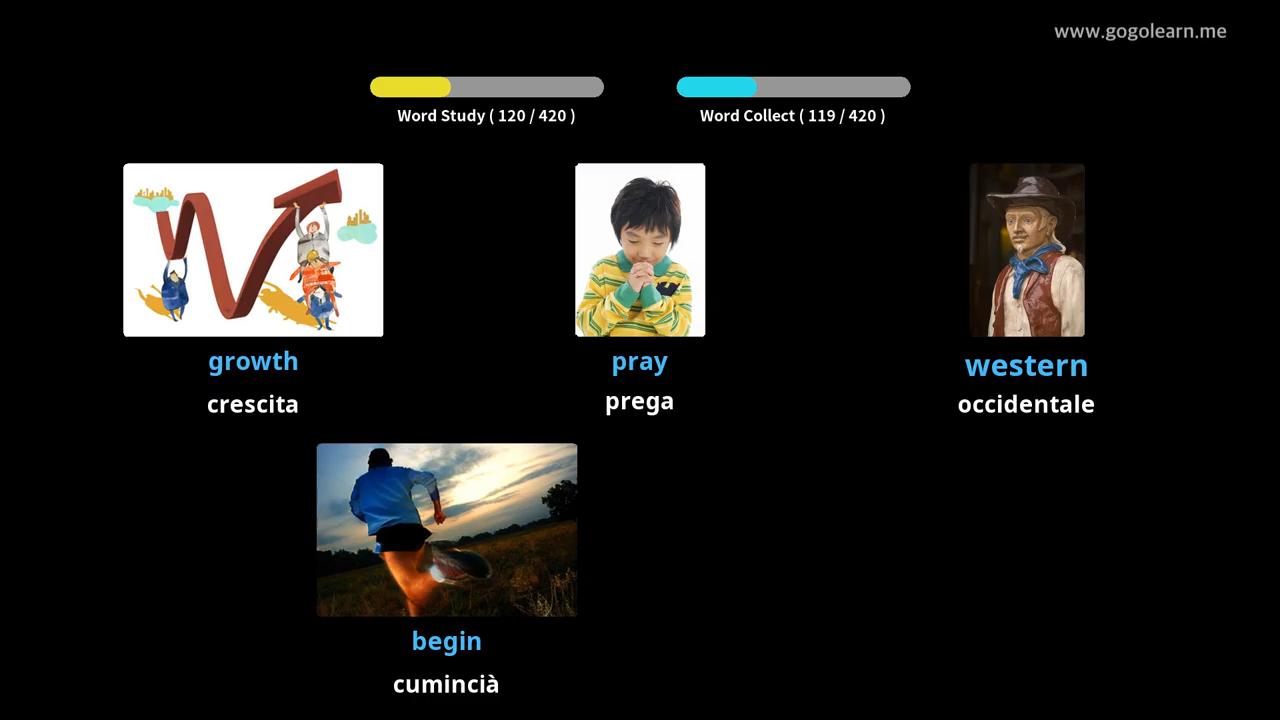 www.gogolearn.me
Word Study ( 120 / 420 )
Word Collect ( 119 / 420 )
growth
pray
western
crescita
prega
occidentale
begin
cumincià